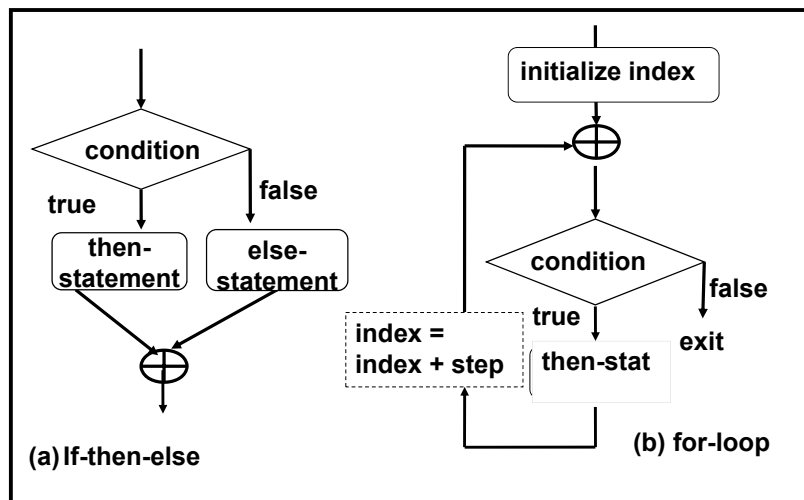 condition
true
false
then-
statement
else-
statement
(a) If-then-else
initialize index
condition
true
false
exit
index =
index + step
then-stat
(b) for-loop